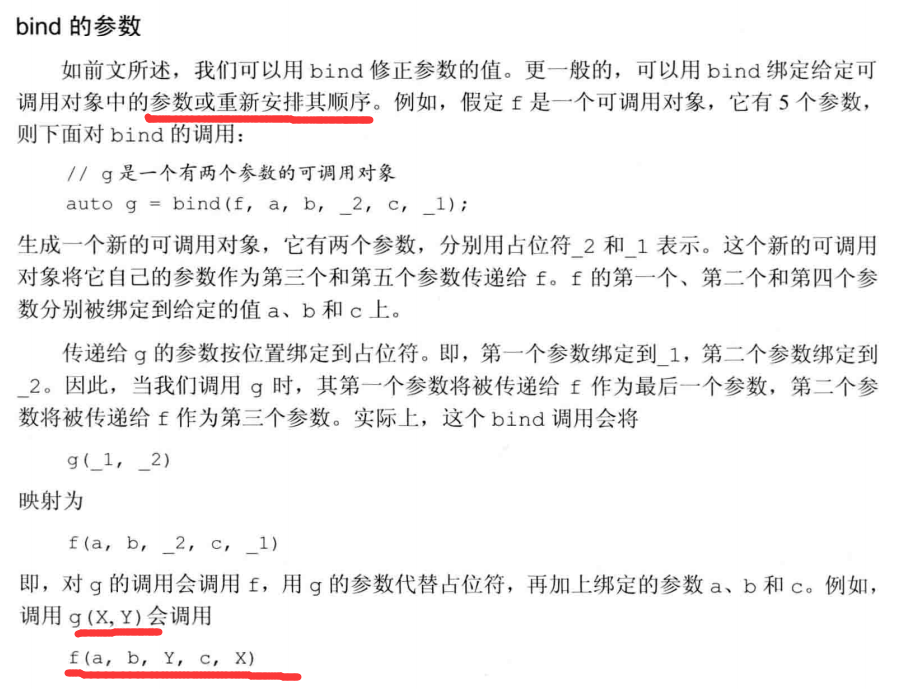 bind 的参数
如前文所述，我们可以用 bind 修正参数的值。更一般的，可以用 bind 绑定给定可
调用对象中的参数或重新安排其顺序。例如，假定 f 是一个可调用对象，它有 5 个参数，
则下面对 bind 的调用：
// g 是一个有两个参数的可调用对象
auto g = bind(f, a, b, _2, c, _1);
生成一个新的可调用对象，它有两个参数，分别用占位符_2 和_1 表示。这个新的可调用
对象将它自己的参数作为第三个和第五个参数传递给 f。f 的第一个、第二个和第四个参
数分别被绑定到给定的值 a、b 和 c 上。
传递给 g 的参数按位置绑定到占位符。即，第一个参数绑定到_1，第二个参数绑定到
_2。因此，当我们调用 g 时，其第一个参数将被传递给 f 作为最后一个参数，第二个参
数将被传递给 f 作为第三个参数。实际上，这个 bind 调用会将
g(_1, _2)
映射为
f(a, b, _2, c, _1)
即，对 g 的调用会调用 f，用 g 的参数代替占位符，再加上绑定的参数 a、b 和 c。例如，
调用 g(X,Y)会调用
f(a, b, Y, c, X)